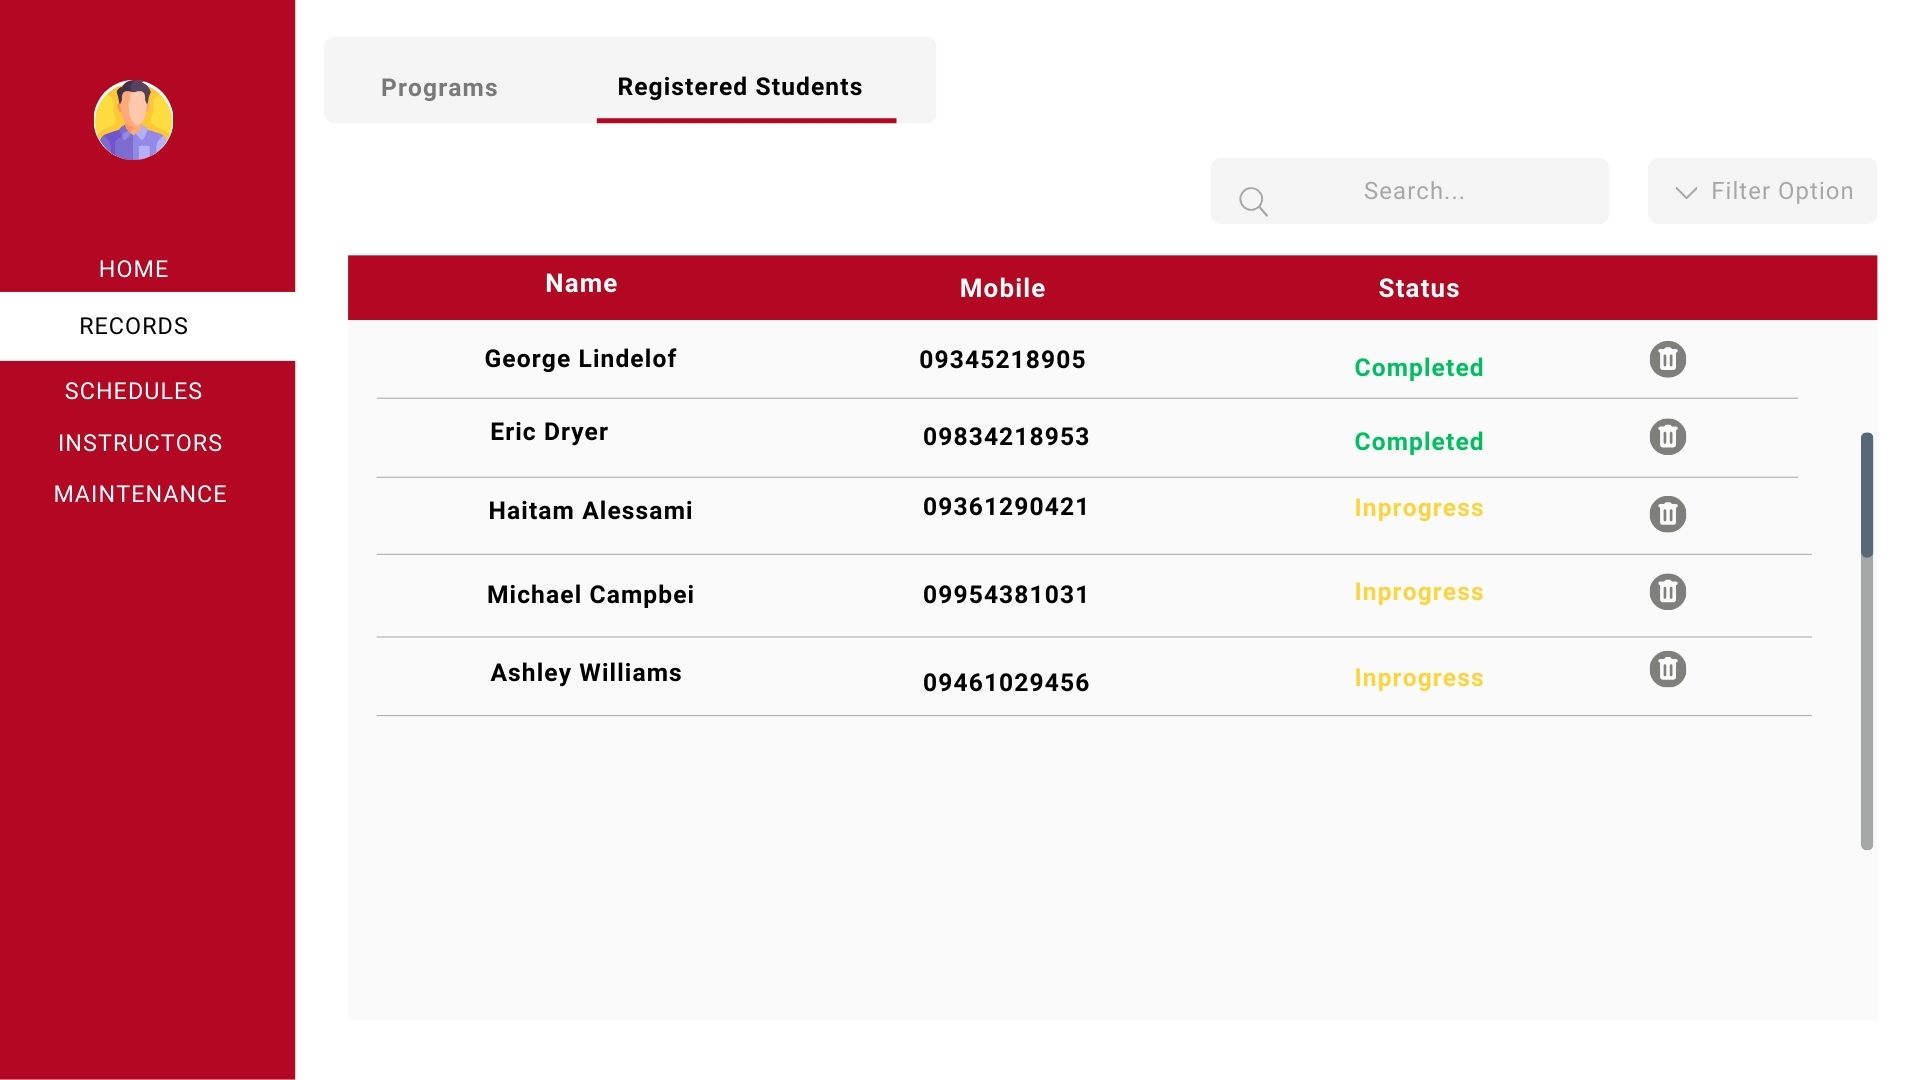 Programs
Registered Students
Search...
Filter Option
HOME
RECORDS
SCHEDULES
INSTRUCTORS
MAINTENANCE
Name Mobile Status
George Lindelof 09345218905 Completed
Eric Dryer 09834218953 Completed
Haitam Alessami 09361290421 Inprogress
Michael Campbei 09954381031 Inprogress
Ashley Williams 09461029456 Inprogress